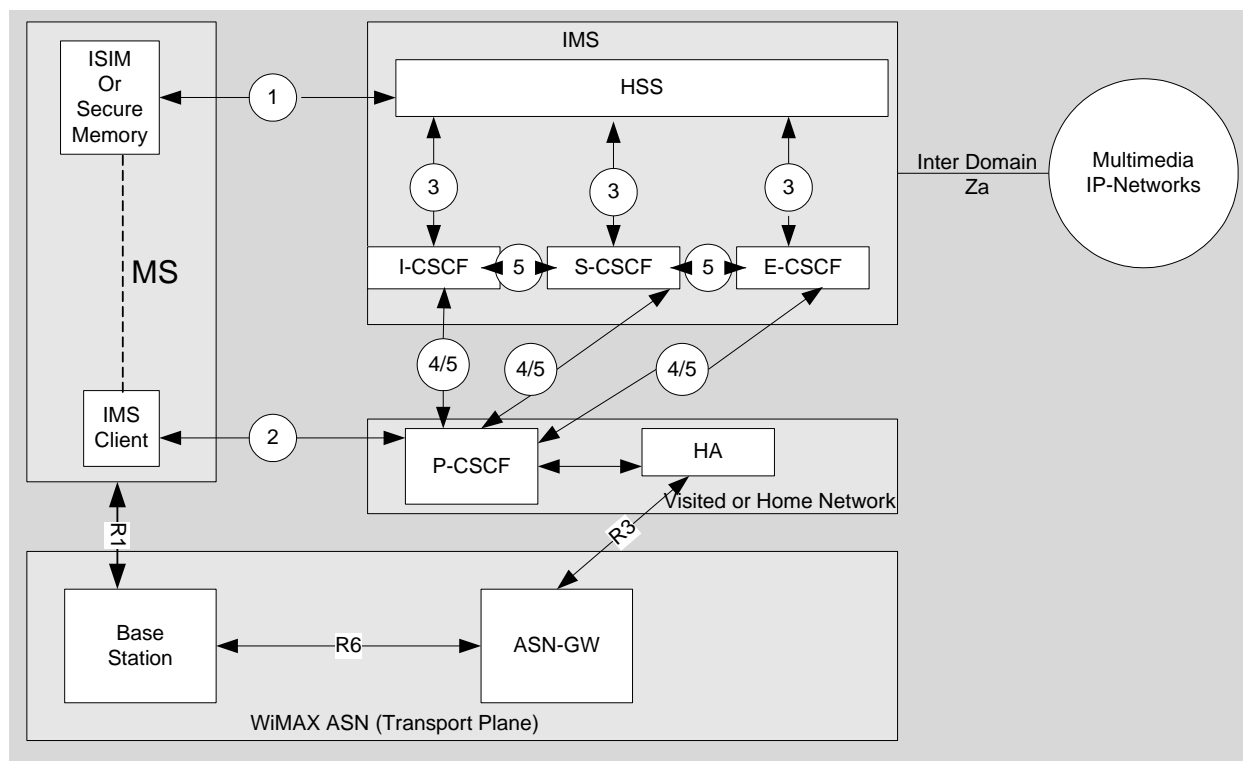 ISIM
Or
Secure
Memory
1
MS
IMS
Client
2
IMS
HSS
3
3
3
I-CSCF
5
S-CSCF
5
E-CSCF
4/5
4/5
4/5
P-CSCF
HA
Visited or Home Network
Inter Domain
Za
Multimedia
IP-Networks
R1
R3
Base
Station
R6
ASN-GW
WiMAX ASN (Transport Plane)